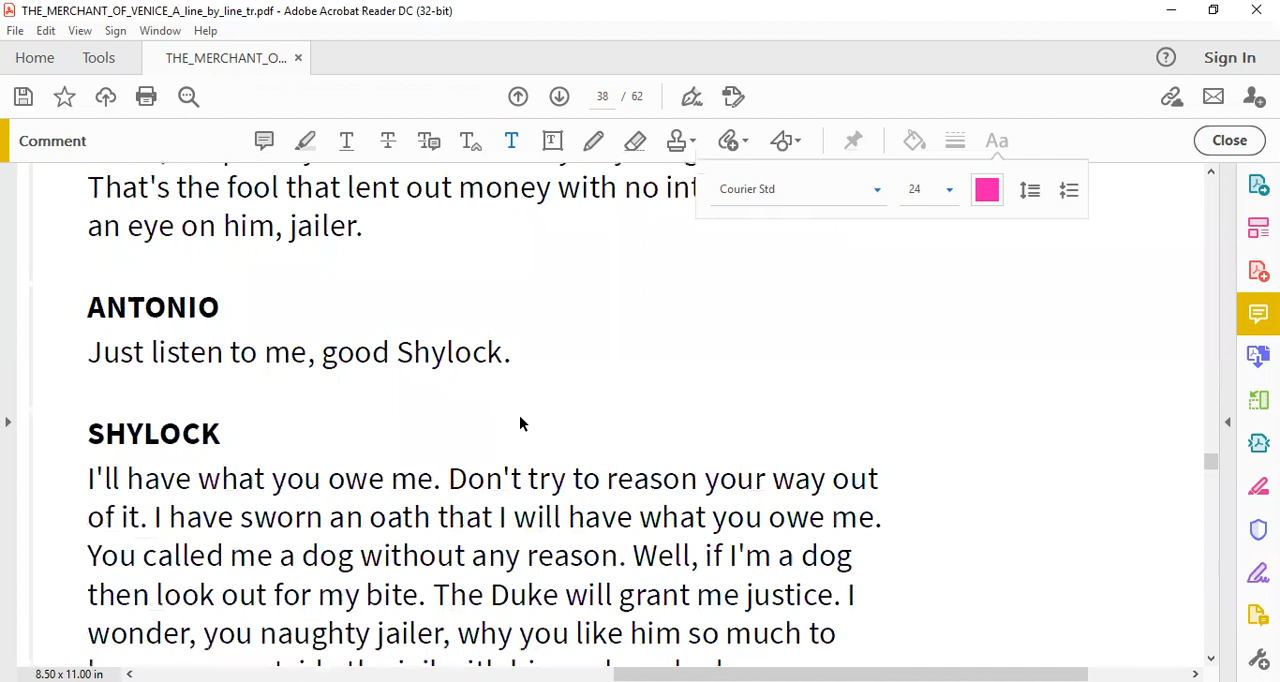 THE_MERCHANT_OF_VENICE_A_line_by_line_tr.pdf - Adobe Acrobat Reader DC (32-bit)
File Edit View Sign Window Help
Home Tools THE_MERCHANT_O... × Sign In
38 / 62
Comment Close
That's the fool that lent out money with no int
Courier Std 24
an eye on him, jailer.
ANTONIO
Just listen to me, good Shylock.
SHYLOCK
I'll have what you owe me. Don't try to reason your way out
of it. I have sworn an oath that I will have what you owe me.
You called me a dog without any reason. Well, if I'm a dog
then look out for my bite. The Duke will grant me justice. I
wonder, you naughty jailer, why you like him so much to
8.50 x 11.00 in